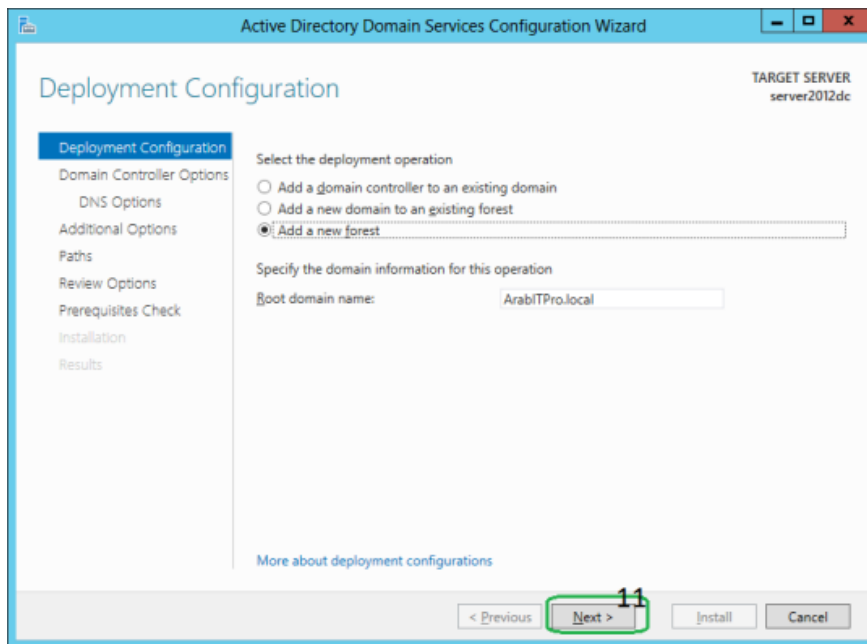 Active Directory Domain Services Configuration Wizard
Deployment Configuration
TARGET SERVER
server2012dc
Deployment Configuration
Domain Controller Options
DNS Options
Additional Options
Paths
Review Options
Prerequisites Check
Installation
Results
Select the deployment operation
Add a domain controller to an existing domain
Add a new domain to an existing forest
Add a new forest
Specify the domain information for this operation
Root domain name: ArabITPro.local
More about deployment configurations
11
< Previous Next > Install Cancel